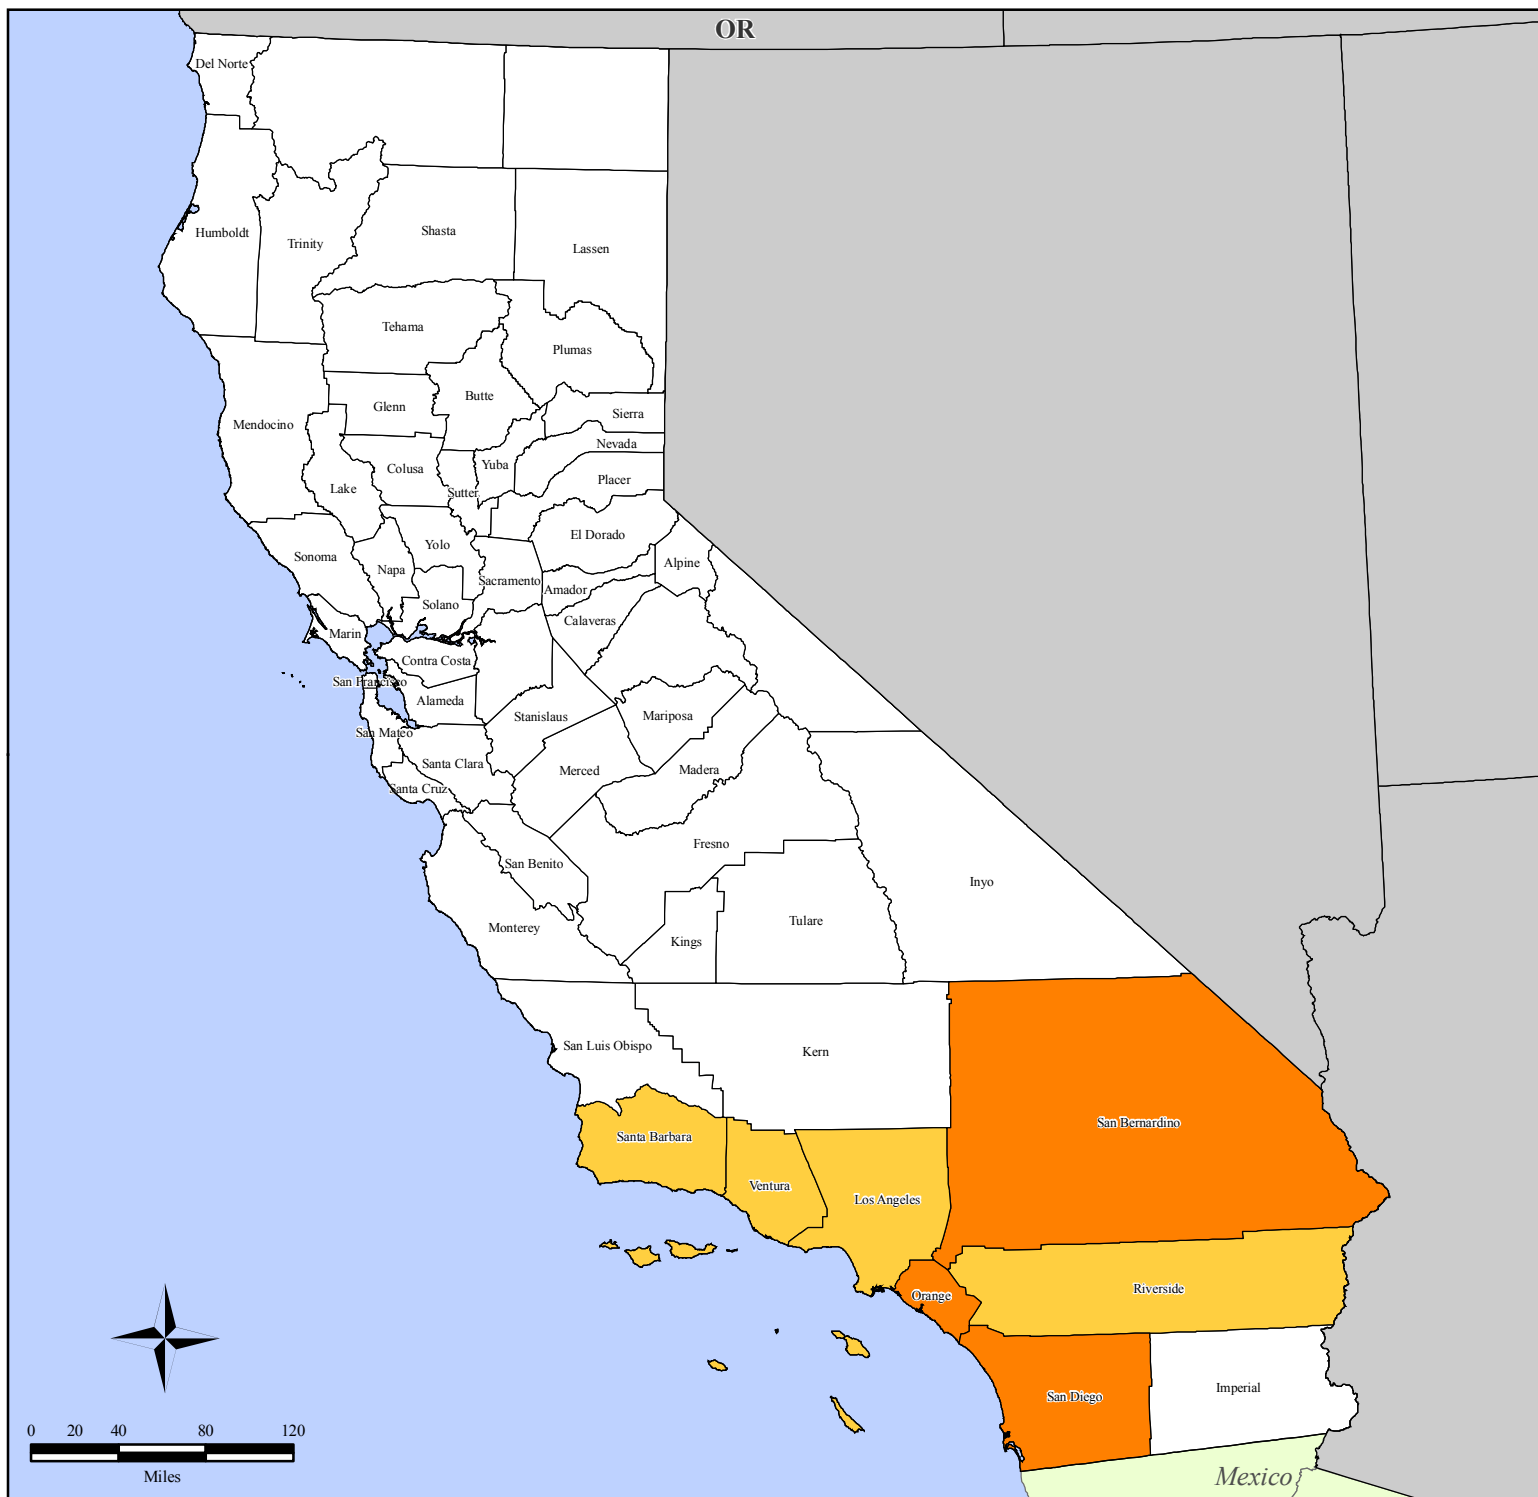 OR
Del Norte
Humboldt
Trinity
Shasta
Lassen
Tehama
Plumas
Butte
Glenn
Sierra
Mendocino
Nevada
Colusa
Yuba
Placer
Lake
Sutter
El Dorado
Sonoma
Yolo
Napa
Alpine
Sacramento
Amador
Solano
Calaveras
Marin
Contra Costa
San Francisco
Alameda
Stanislaus
Mariposa
San Mateo
Santa Clara
Merced
Madera
Santa Cruz
Fresno
San Benito
Inyo
Monterey
Tulare
Kings
San Luis Obispo
Kern
San Bernardino
Santa Barbara
Ventura
Los Angeles
Riverside
Orange
San Diego
Imperial
0 20 40 80 120
Miles
Mexico